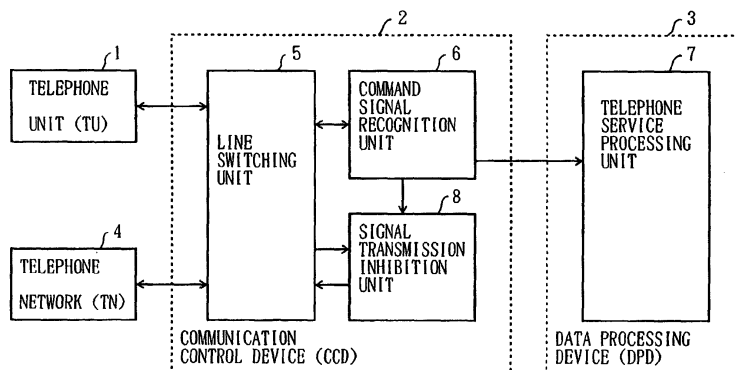 2
3
1
5
6
7
TELEPHONE
UNIT (TU)
LINE
SWITCHING
UNIT
COMMAND
SIGNAL
RECOGNITION
UNIT
TELEPHONE
SERVICE
PROCESSING
UNIT
4
8
TELEPHONE
NETWORK (TN)
SIGNAL
TRANSMISSION
INHIBITION
UNIT
COMMUNICATION
CONTROL DEVICE (CCD)
DATA PROCESSING
DEVICE (DPD)